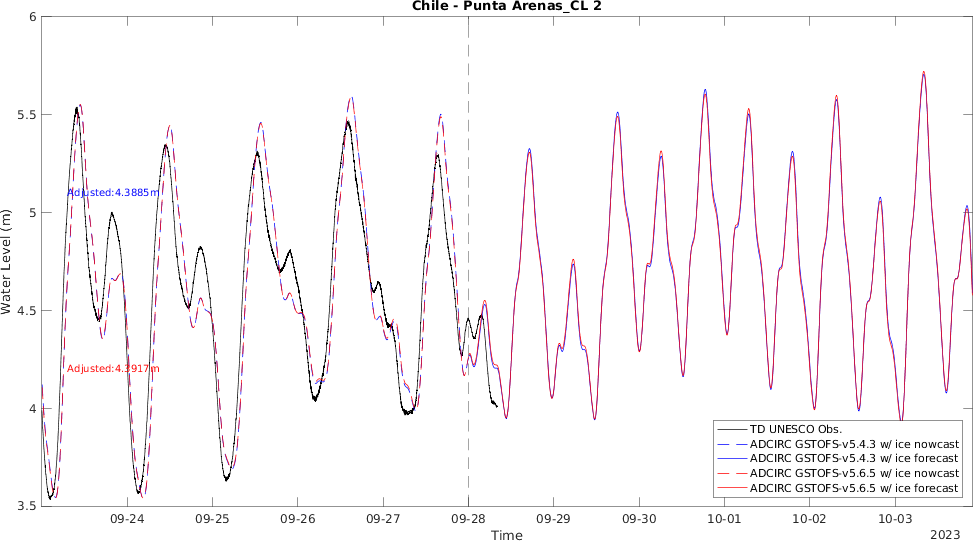 Chile - Punta Arenas_CL 2
6
5.5
5
4.5
4
3.5
Water Level (m)
Adjusted:4.3885m
Adjusted:4.3917m
TD UNESCO Obs.
ADCIRC GSTOFS-v5.4.3 w/ ice nowcast
ADCIRC GSTOFS-v5.4.3 w/ ice forecast
ADCIRC GSTOFS-v5.6.5 w/ ice nowcast
ADCIRC GSTOFS-v5.6.5 w/ ice forecast
09-24 09-25 09-26 09-27 09-28 09-29 09-30 10-01 10-02 10-03
Time
2023